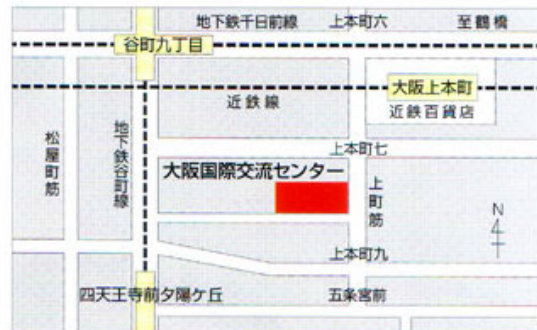 地下鉄千日前線
上本町六
至鶴橋
谷町九丁目
大阪上本町
近鉄線
近鉄百貨店
松屋町筋
地下鉄谷町線
上本町七
大阪国際交流センター
上町筋
N
上本町九
四天王寺前夕陽ケ丘
五条宮前